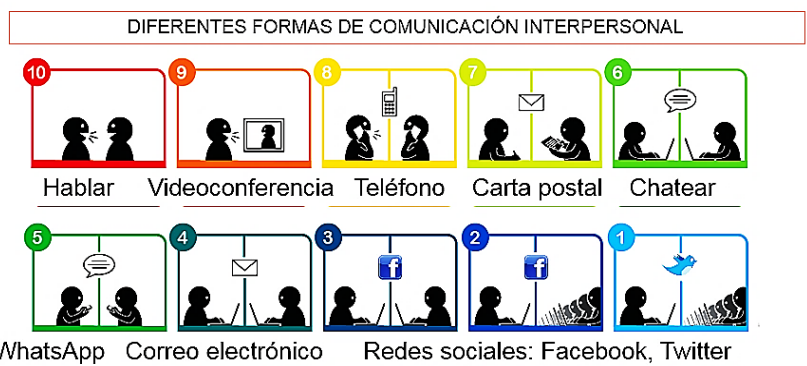 DIFERENTES FORMAS DE COMUNICACIÓN INTERPERSONAL
10 9 8 7 6
Hablar Videoconferencia Teléfono Carta postal Chatear
5 4 3 2 1
f f
WhatsApp Correo electrónico Redes sociales: Facebook, Twitter